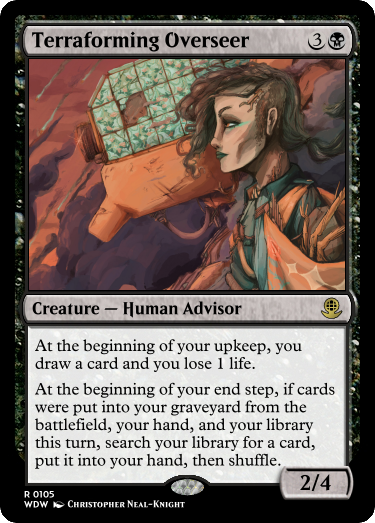 Terraforming Overseer 3
Creature — Human Advisor
At the beginning of your upkeep, you
draw a card and you lose 1 life.
At the beginning of your end step, if cards
were put into your graveyard from the
battlefield, your hand, and your library
this turn, search your library for a card,
put it into your hand, then shuffle.
2/4
R 0105
WDW Christopher Neal-Knight